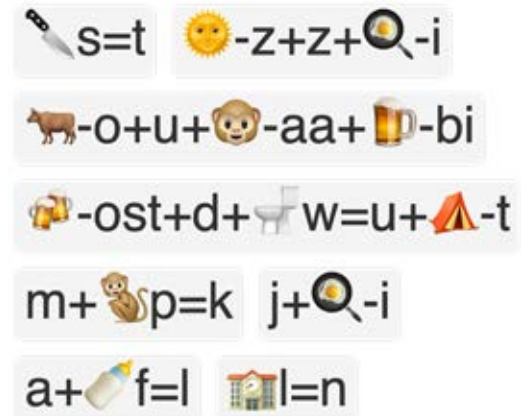 🔪s=t 🌞-z+z+🍳-i
🐂-o+u+🐵-aa+🍺-bi
🍻-ost+d+🚽w=u+⛺-t
m+🐒p=k j+🍳-i
a+🍼f=l 🏫l=n